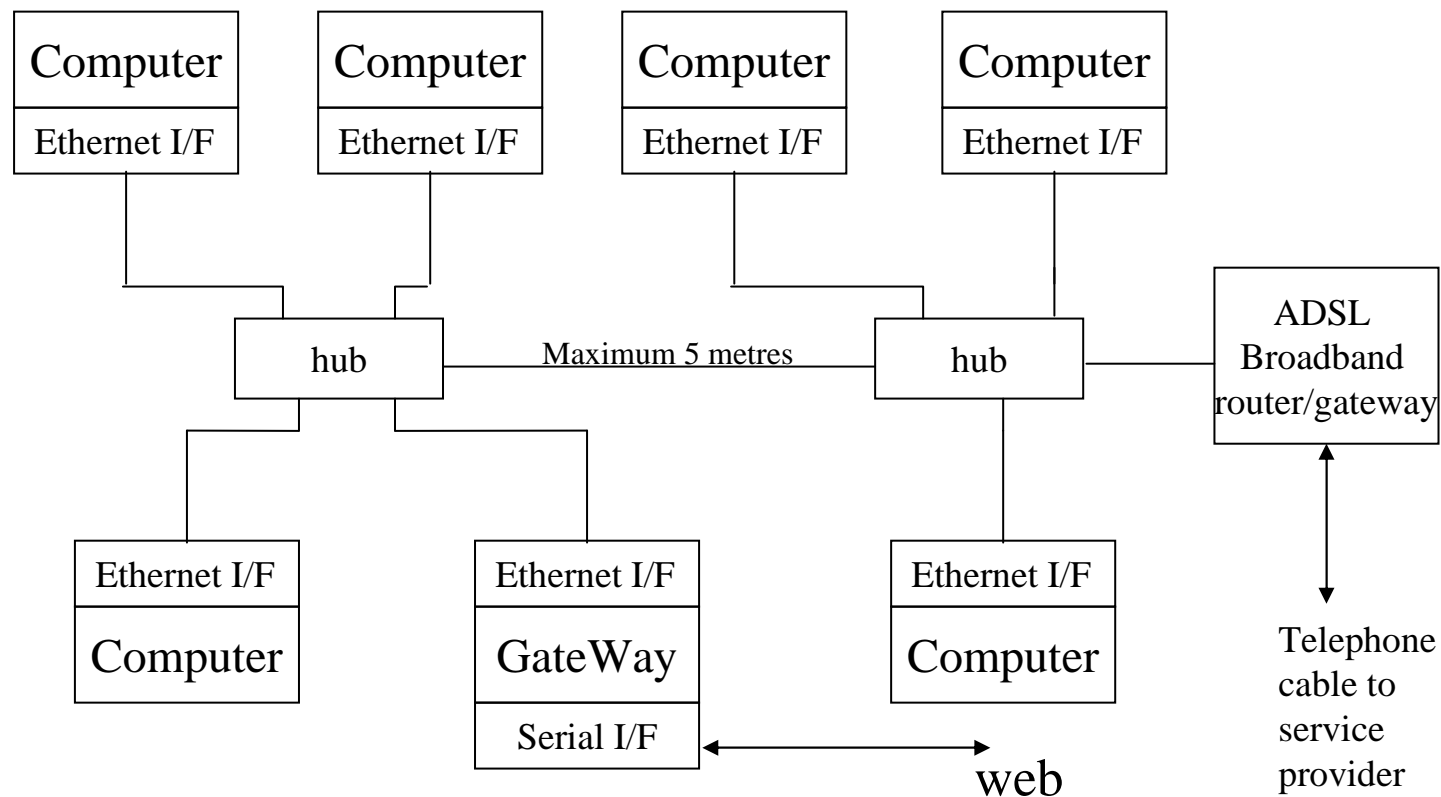 Computer
Ethernet I/F
Computer
Ethernet I/F
Computer
Ethernet I/F
Computer
Ethernet I/F
hub
Maximum 5 metres
hub
ADSL
Broadband
router/gateway
Ethernet I/F
Computer
Ethernet I/F
GateWay
Serial I/F
web
Ethernet I/F
Computer
Telephone
cable to
service
provider